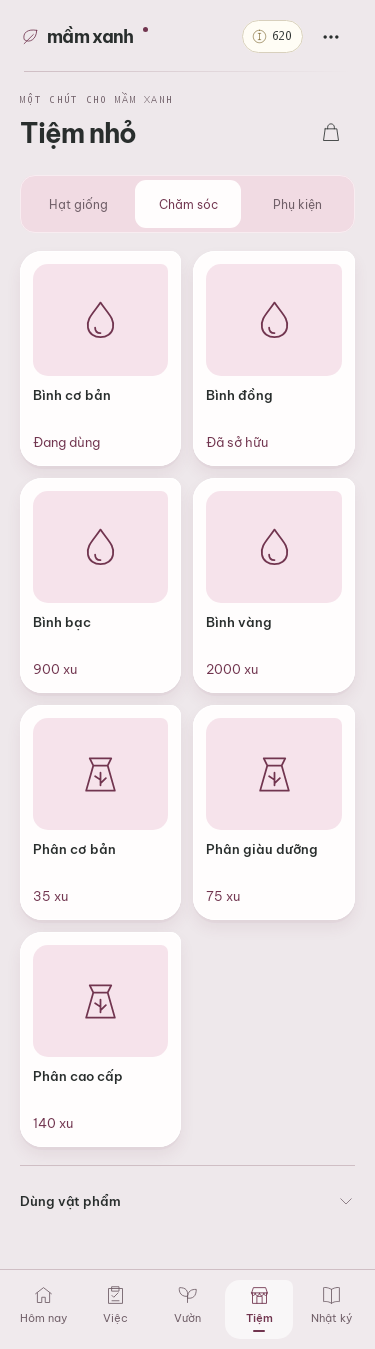 mầm xanh
620
MỘT CHÚT CHO MẦM XANH
Tiệm nhỏ
Hạt giống
Chăm sóc
Phụ kiện
Bình cơ bản
Đang dùng
Bình đồng
Đã sở hữu
Bình bạc
900 xu
Bình vàng
2000 xu
Phân cơ bản
35 xu
Phân giàu dưỡng
75 xu
Phân cao cấp
140 xu
Dùng vật phẩm
Hôm nay
Việc
Vườn
Tiệm
Nhật ký